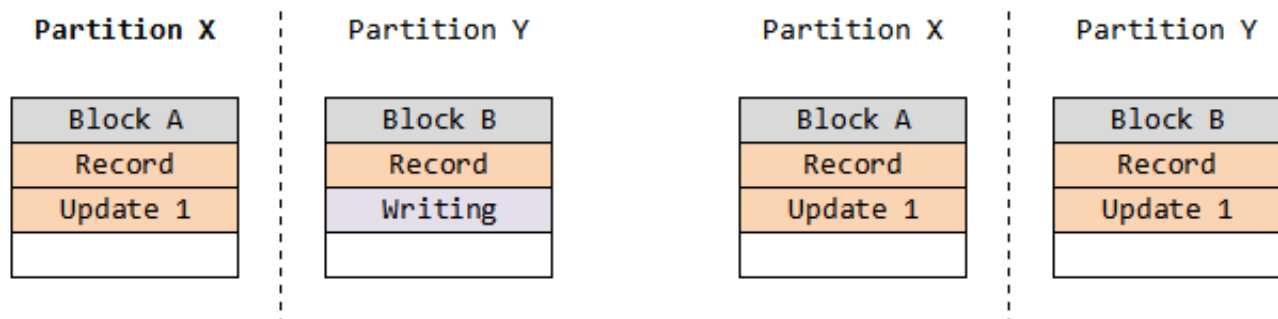 Partition X Partition Y Partition X Partition Y
Block A Block B Block A Block B
Record Record Record Record
Update 1 Writing Update 1 Update 1